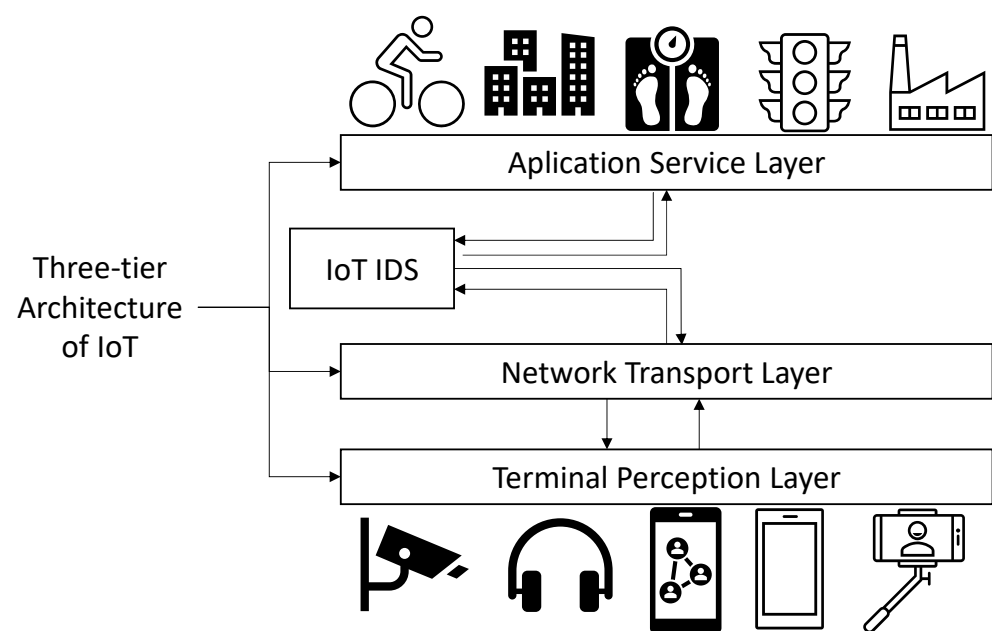 Aplication Service Layer
IoT IDS
Three-tier
Architecture
of IoT
Network Transport Layer
Terminal Perception Layer